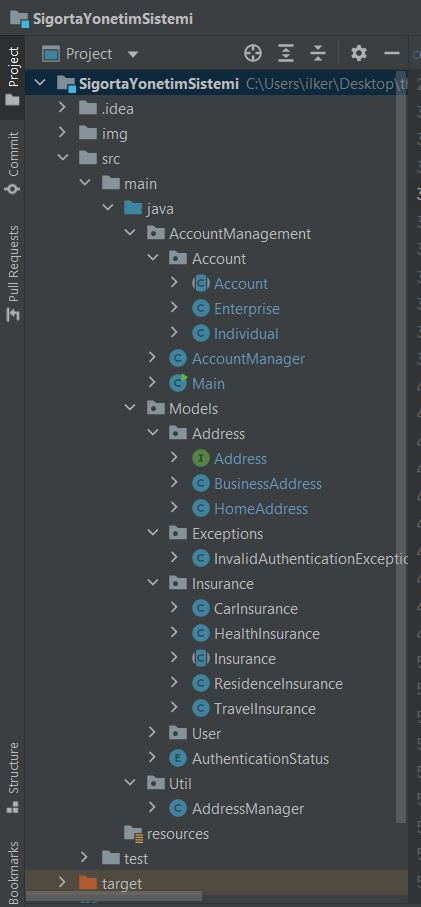 SigortaYonetimSistemi
Project
SigortaYonetimSistemi C:\Users\ilker\Desktop\
.idea
img
src
main
java
AccountManagement
Account
Account
Enterprise
Individual
AccountManager
Main
Models
Address
Address
BusinessAddress
HomeAddress
Exceptions
InvalidAuthenticationExceptio
Insurance
CarInsurance
HealthInsurance
Insurance
ResidenceInsurance
TravelInsurance
User
AuthenticationStatus
Util
AddressManager
resources
test
target
Project
Commit
Pull Requests
Structure
Bookmarks